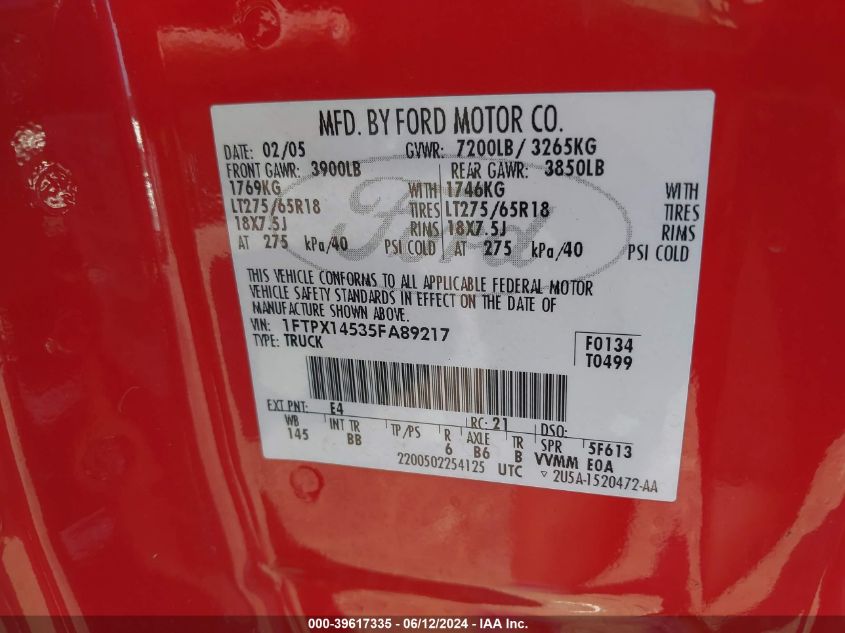 MFD. BY FORD MOTOR CO.
DATE: 02/05 GVWR: 7200LB/ 3265KG
FRONT GAWR: 3900LB REAR GAWR: 3850LB
1769KG WITH 1746KG WITH
LT275/65R18 TIRES LT275/65R18 TIRES
18X7.5J RIMS 18X7.5J RIMS
AT 275 kPa/40 PSI COLD AT 275 kPa/40 PSI COLD
Ford
THIS VEHICLE CONFORMS TO ALL APPLICABLE FEDERAL MOTOR
VEHICLE SAFETY STANDARDS IN EFFECT ON THE DATE OF
MANUFACTURE SHOWN ABOVE.
VIN: 1FTPX14535FA89217 F0134
TYPE: TRUCK T0499
EXT PNT: E4 RC: 21 DSO:
WB INT TR TP/PS R AXLE TR SPR 5F613
145 BB 6 B6 B VVMM E0A
2200502254125 UTC ▽ 2U5A-1520472-AA
000-39617335 - 06/12/2024 - IAA Inc.